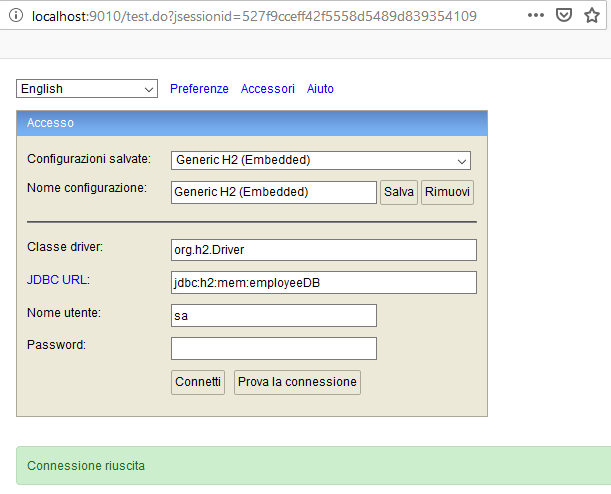 localhost:9010/test.do?jsessionid=527f9cceff42f5558d5489d839354109
English Preferenze Accessori Aiuto
Accesso
Configurazioni salvate: Generic H2 (Embedded)
Nome configurazione: Generic H2 (Embedded) Salva Rimuovi
Classe driver: org.h2.Driver
JDBC URL: jdbc:h2:mem:employeeDB
Nome utente: sa
Password:
Connetti Prova la connessione
Connessione riuscita